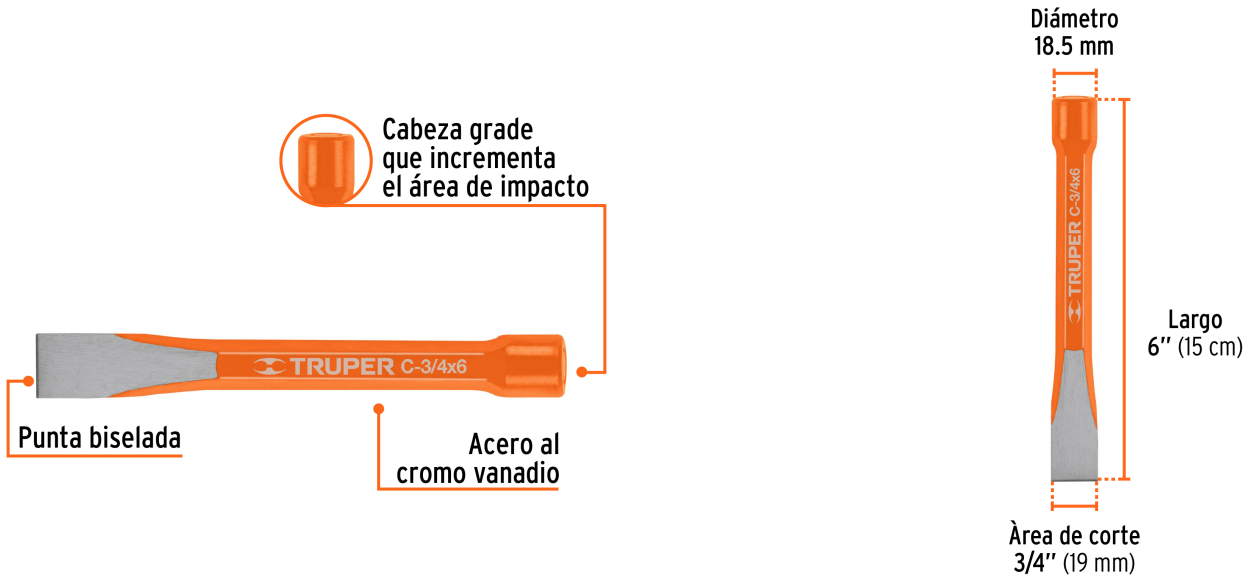 Cabeza grade
que incrementa
el área de impacto
TRUPER C-3/4x6
Punta biselada
Acero al
cromo vanadio
Diámetro
18.5 mm
TRUPER C-3/4x6
Largo
6’’ (15 cm)
Àrea de corte
3/4’’ (19 mm)